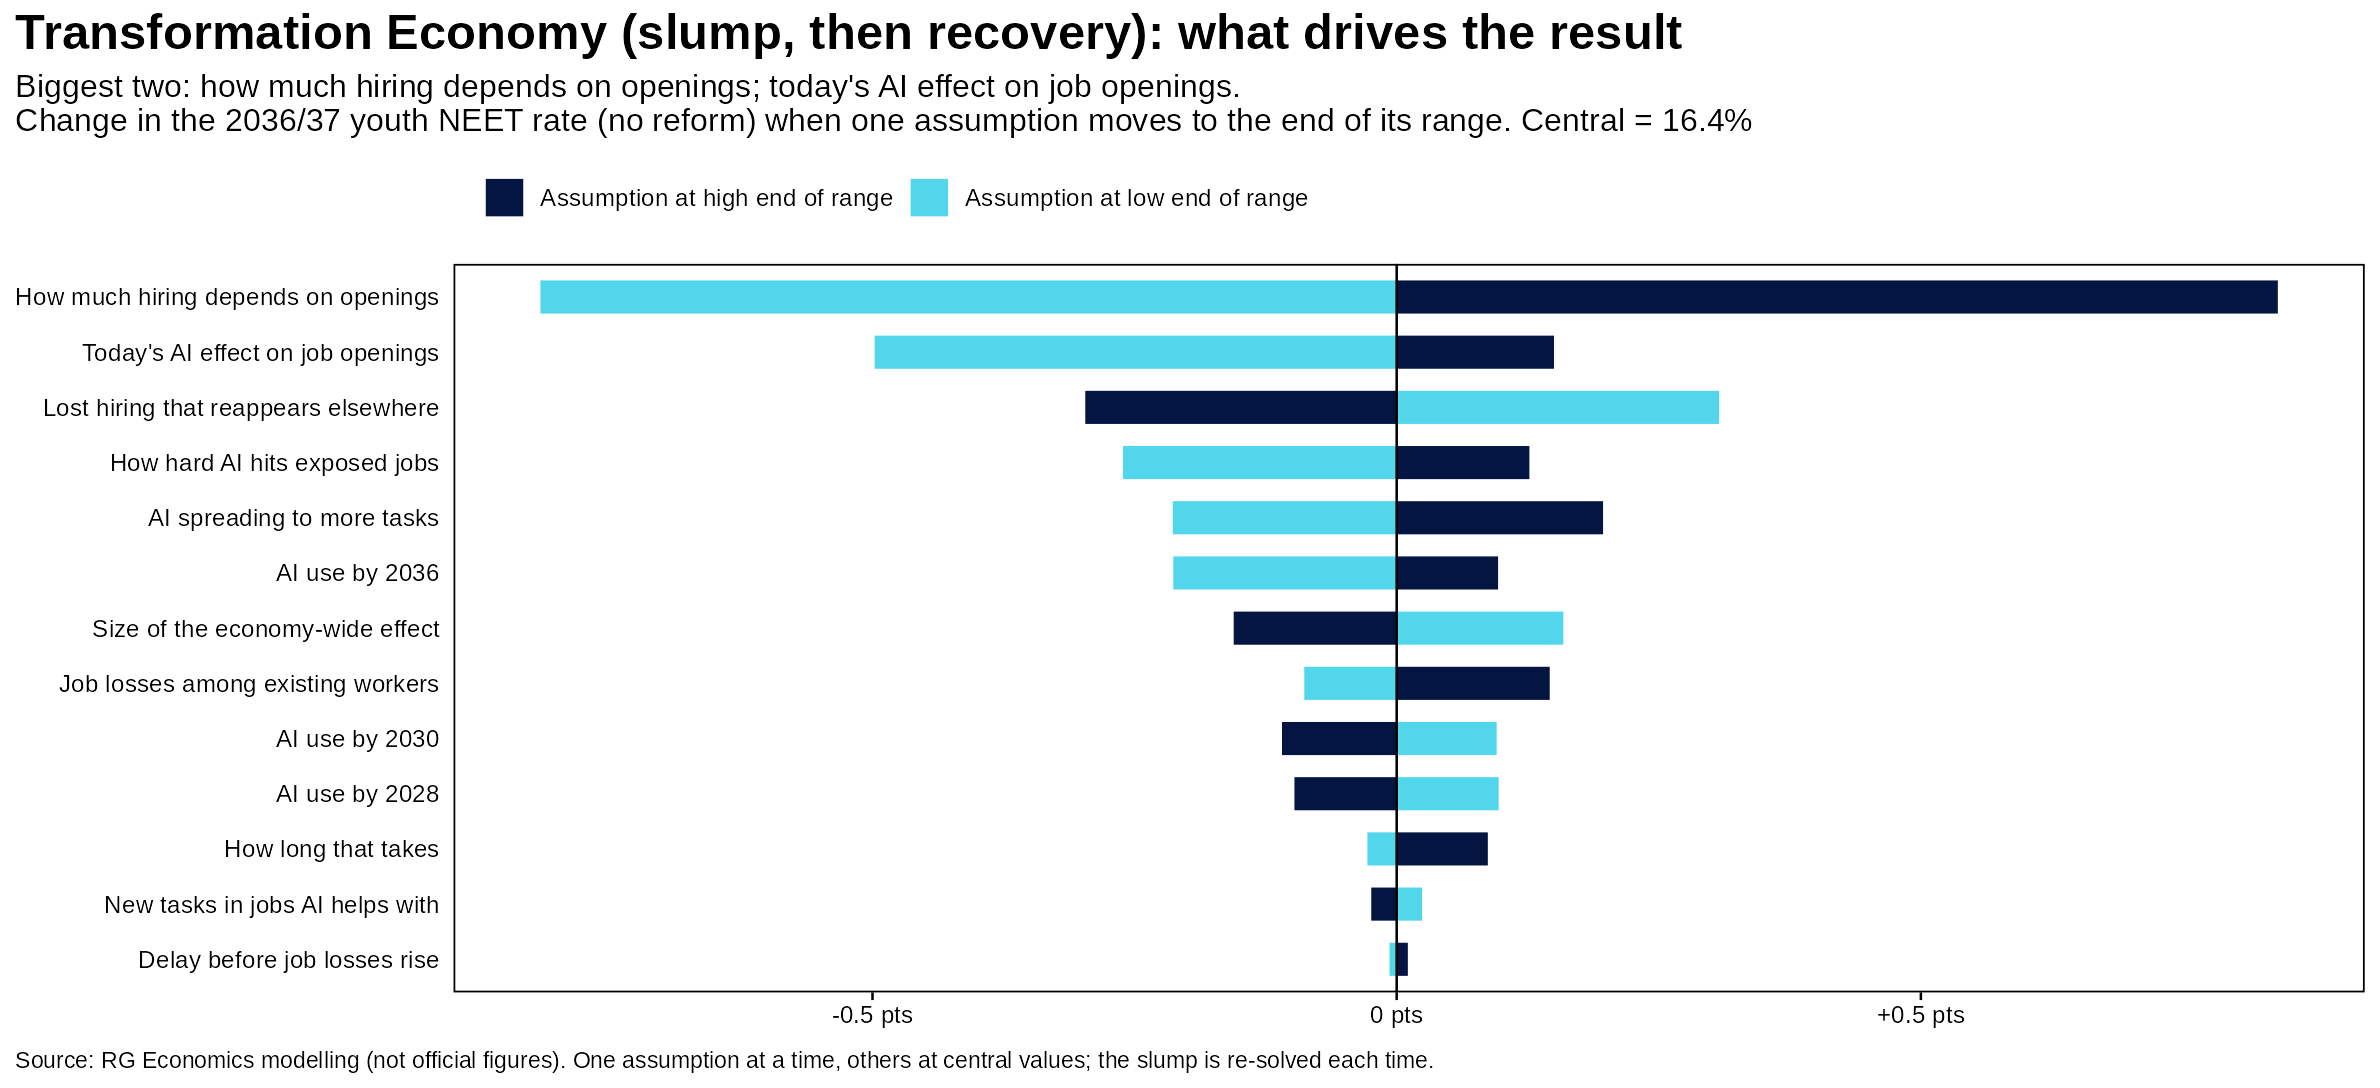 Transformation Economy (slump, then recovery): what drives the result
Biggest two: how much hiring depends on openings; today's AI effect on job openings.
Change in the 2036/37 youth NEET rate (no reform) when one assumption moves to the end of its range. Central = 16.4%
Assumption at high end of range
Assumption at low end of range
How much hiring depends on openings
Today's AI effect on job openings
Lost hiring that reappears elsewhere
How hard AI hits exposed jobs
AI spreading to more tasks
AI use by 2036
Size of the economy-wide effect
Job losses among existing workers
AI use by 2030
AI use by 2028
How long that takes
New tasks in jobs AI helps with
Delay before job losses rise
-0.5 pts
0 pts
+0.5 pts
Source: RG Economics modelling (not official figures). One assumption at a time, others at central values; the slump is re-solved each time.